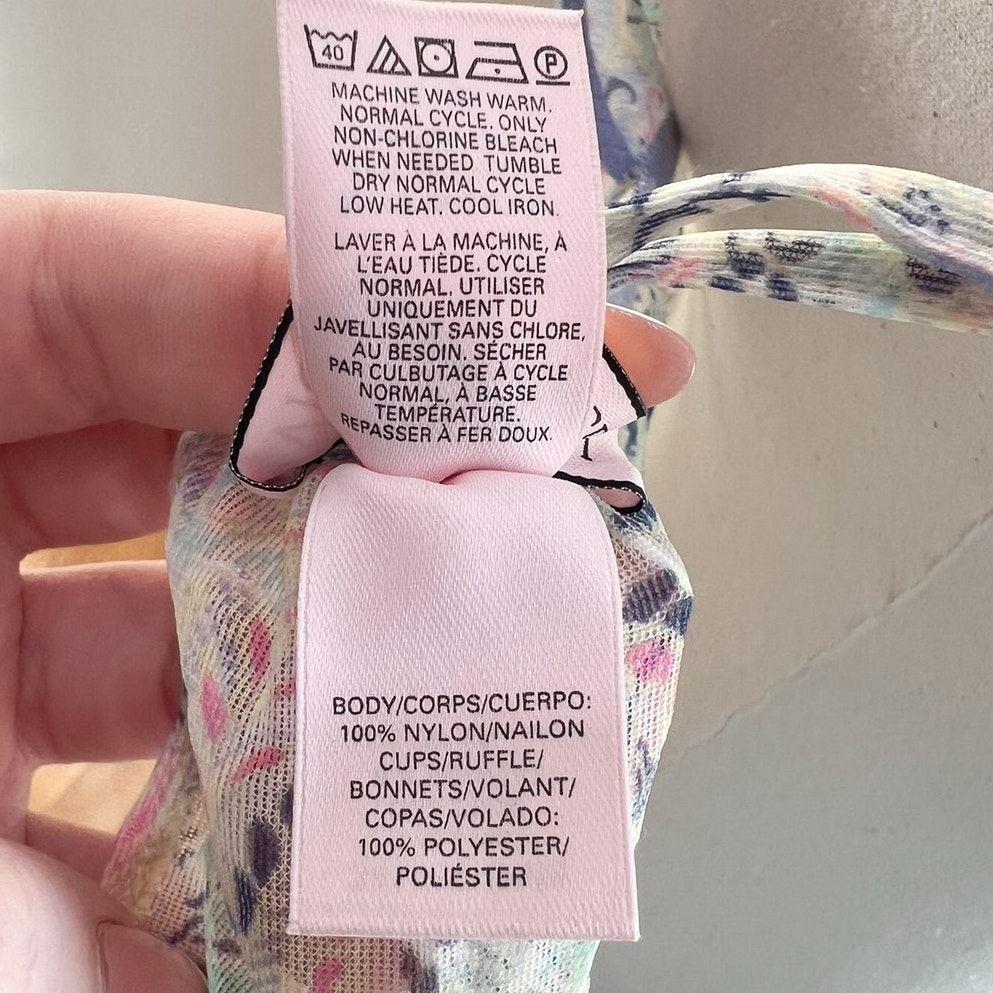 40
P
MACHINE WASH WARM.
NORMAL CYCLE. ONLY
NON-CHLORINE BLEACH
WHEN NEEDED TUMBLE
DRY NORMAL CYCLE
LOW HEAT. COOL IRON.
LAVER À LA MACHINE, À
L'EAU TIÈDE. CYCLE
NORMAL. UTILISER
UNIQUEMENT DU
JAVELLISANT SANS CHLORE,
AU BESOIN. SÉCHER
PAR CULBUTAGE À CYCLE
NORMAL, À BASSE
TEMPÉRATURE.
REPASSER À FER DOUX.
BODY/CORPS/CUERPO:
100% NYLON/NAILON
CUPS/RUFFLE/
BONNETS/VOLANT/
COPAS/VOLADO:
100% POLYESTER/
POLIÉSTER